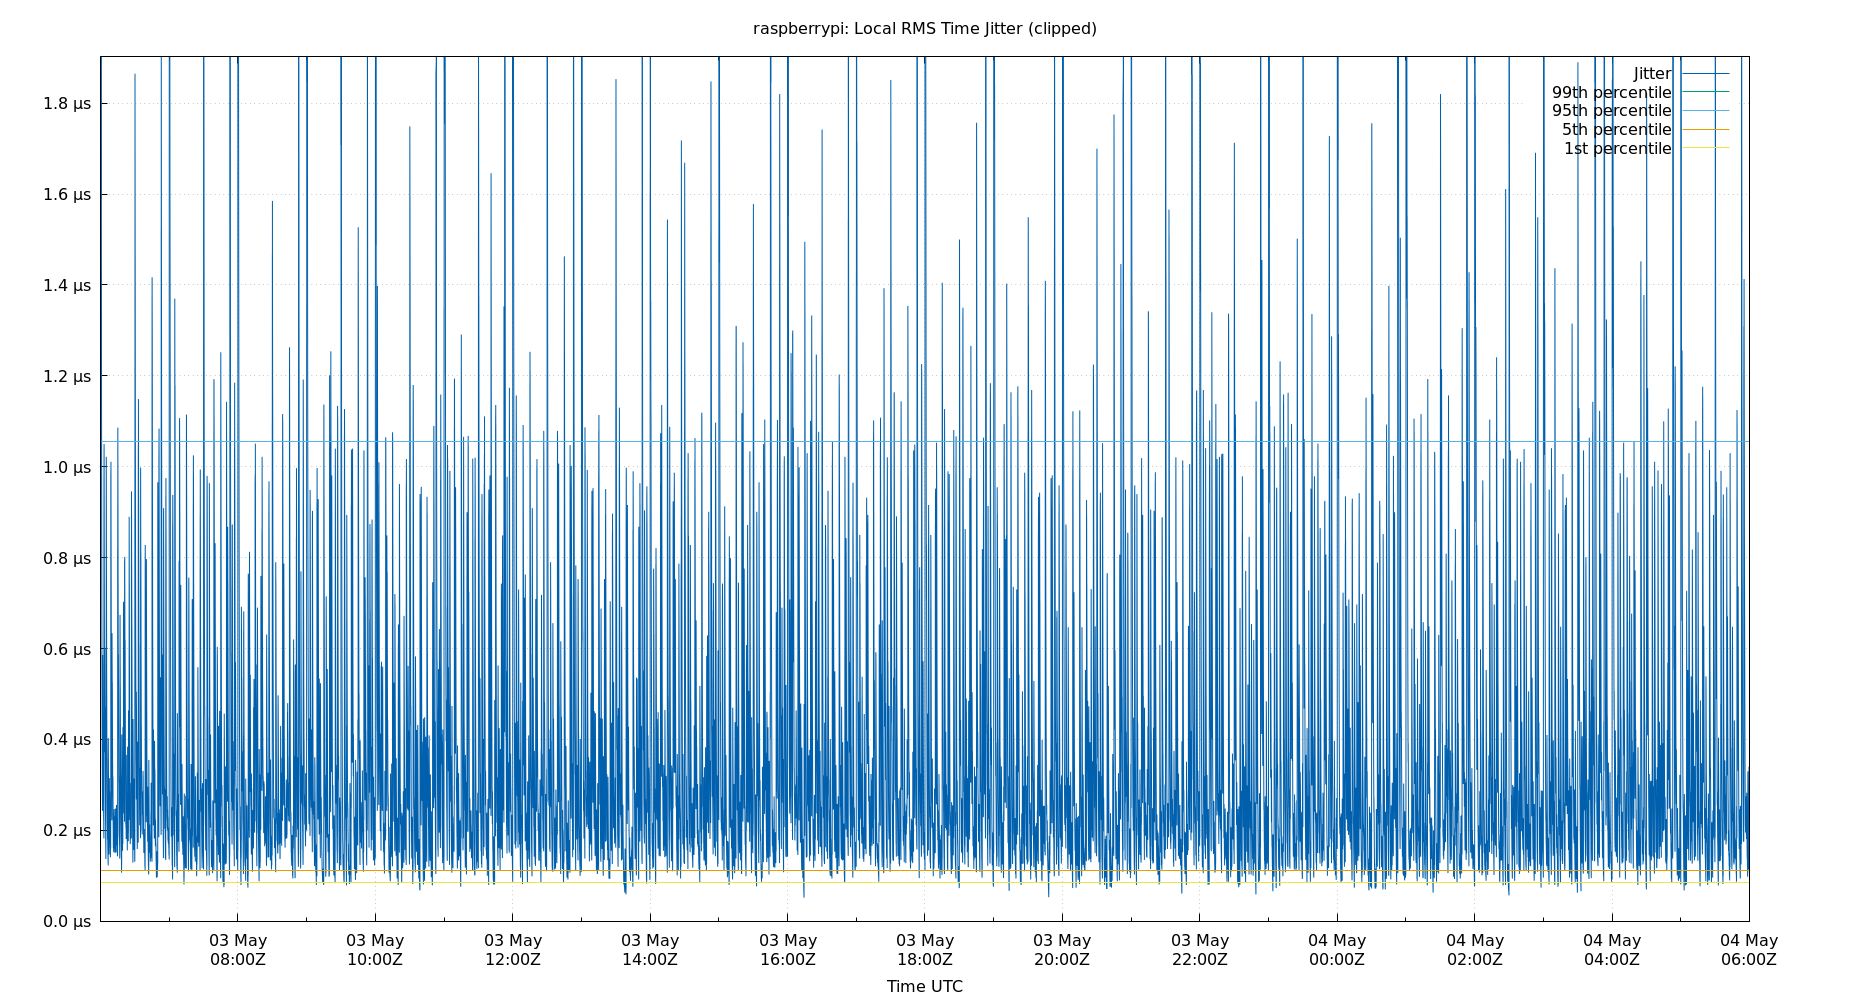 raspberrypi: Local RMS Time Jitter (clipped)
Jitter
99th percentile
95th percentile
5th percentile
1st percentile
1.8 µs
1.6 µs
1.4 µs
1.2 µs
1.0 µs
0.8 µs
0.6 µs
0.4 µs
0.2 µs
0.0 µs
03 May 03 May 03 May 03 May 03 May 03 May 03 May 03 May 04 May 04 May 04 May 04 May
08:00Z 10:00Z 12:00Z 14:00Z 16:00Z 18:00Z 20:00Z 22:00Z 00:00Z 02:00Z 04:00Z 06:00Z
Time UTC